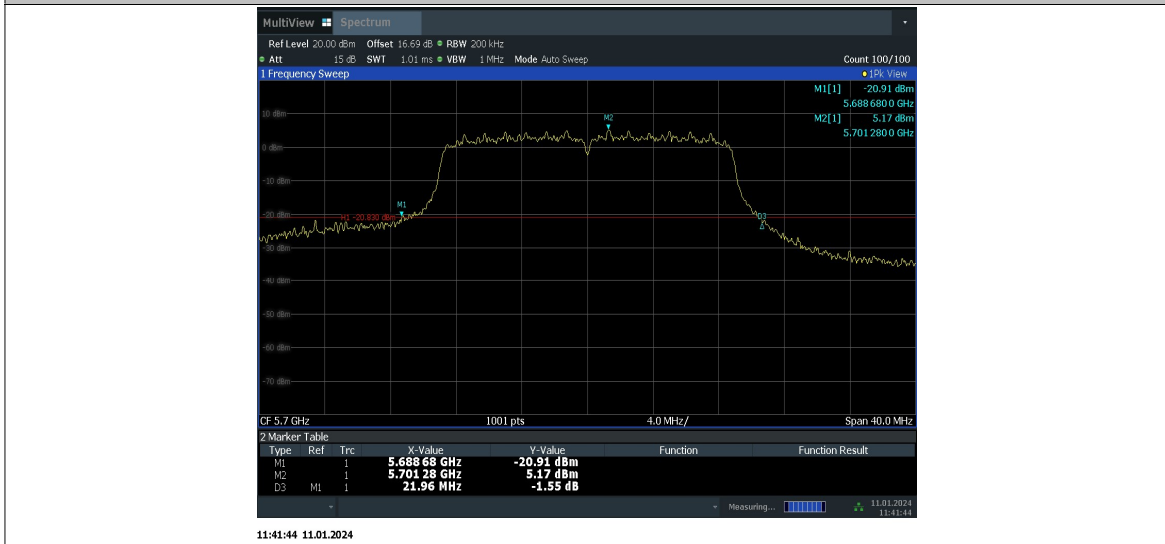 MultiView Spectrum
Ref Level 20.00 dBm Offset 16.69 dB RBW 200 kHz
Att 15 dB SWT 1.01 ms VBW 1 MHz Mode Auto Sweep Count 100/100
1 Frequency Sweep 1Pk View
M1[1] -20.91 dBm
5.688 680 0 GHz
M2[1] 5.17 dBm
5.701 280 0 GHz
10 dBm
M2
0 dBm
-10 dBm
M1
-20 dBm
H1 -20.830 dBm
D3
-30 dBm
-40 dBm
-50 dBm
-60 dBm
-70 dBm
CF 5.7 GHz 1001 pts 4.0 MHz/ Span 40.0 MHz
2 Marker Table
Type Ref Trc X-Value Y-Value Function Function Result
M1 1 5.688 68 GHz -20.91 dBm
M2 1 5.701 28 GHz 5.17 dBm
D3 M1 1 21.96 MHz -1.55 dB
Measuring... 11.01.2024
11:41:44
11:41:44 11.01.2024